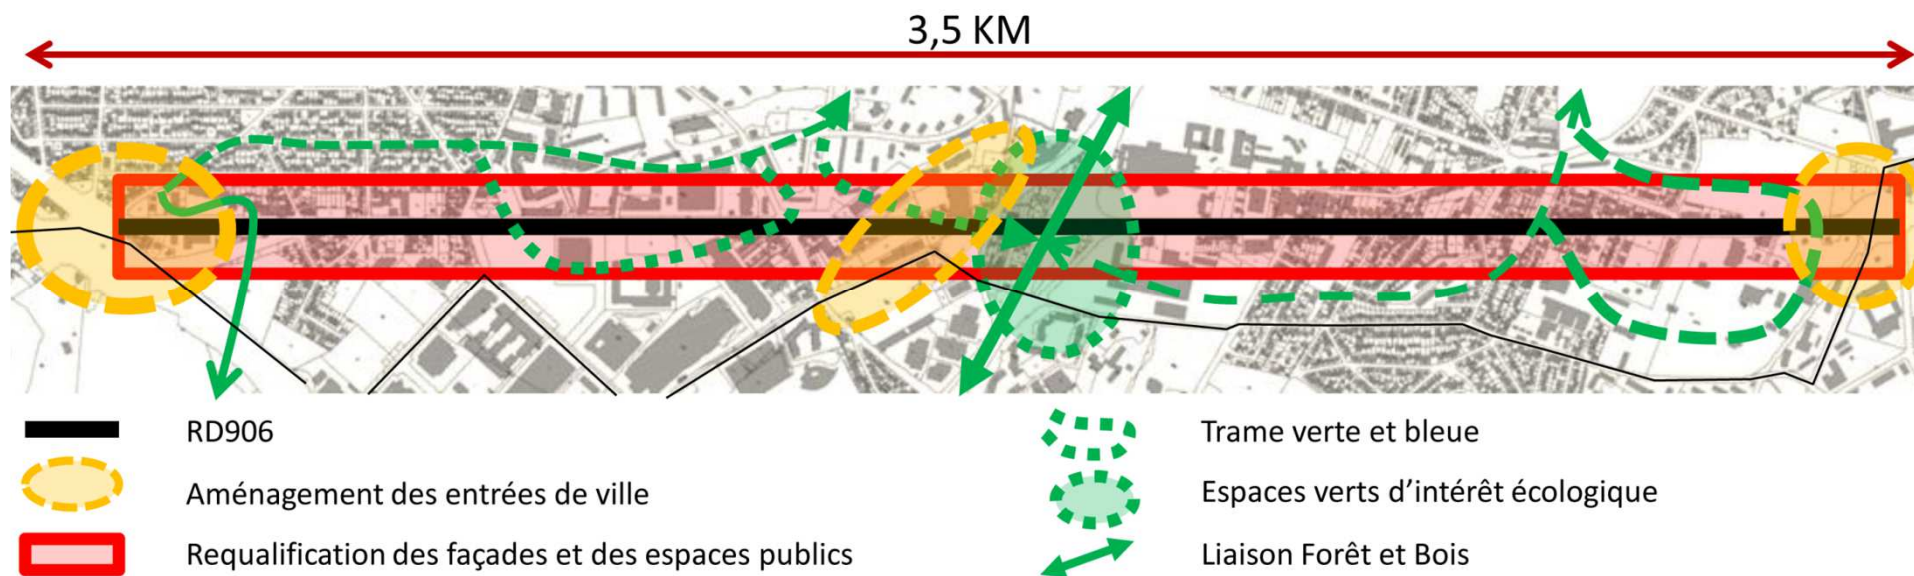 3,5 KM
RD906
Aménagement des entrées de ville
Requalification des façades et des espaces publics
Trame verte et bleue
Espaces verts d'intérêt écologique
Liaison Forêt et Bois